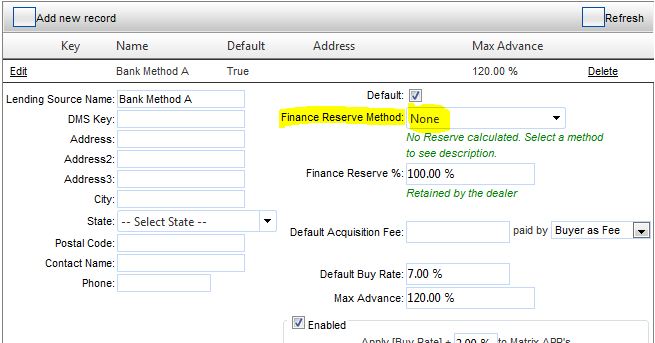 Add new record Refresh
Key Name Default Address Max Advance
Edit Bank Method A True 120.00 % Delete
Lending Source Name: Bank Method A
DMS Key:
Address:
Address2:
Address3:
City:
State: -- Select State --
Postal Code:
Contact Name:
Phone:
Default:
Finance Reserve Method: None
No Reserve calculated. Select a method
to see description.
Finance Reserve %: 100.00 %
Retained by the dealer
Default Acquisition Fee: paid by Buyer as Fee
Default Buy Rate: 7.00 %
Max Advance: 120.00 %
Enabled
Apply [Buy Rate] + 2.00 % to Matrix APR's